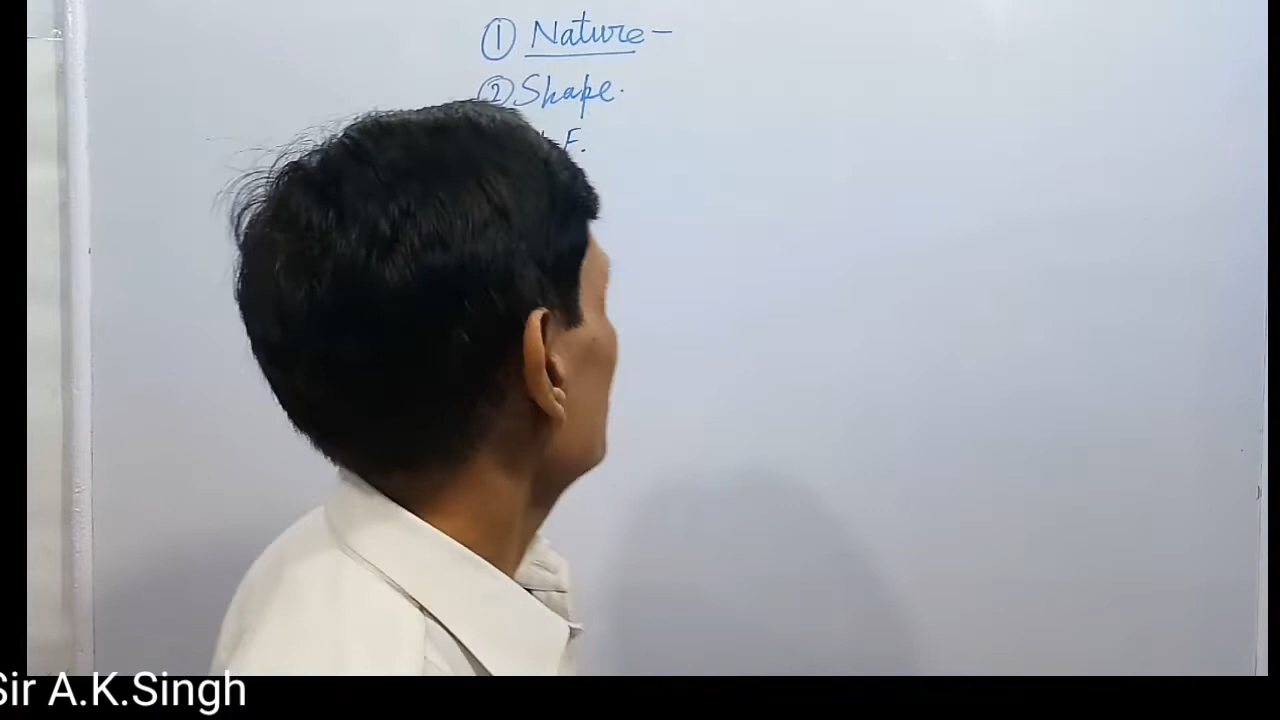 ① Nature-
② Shape.
F.
Sir A.K.Singh